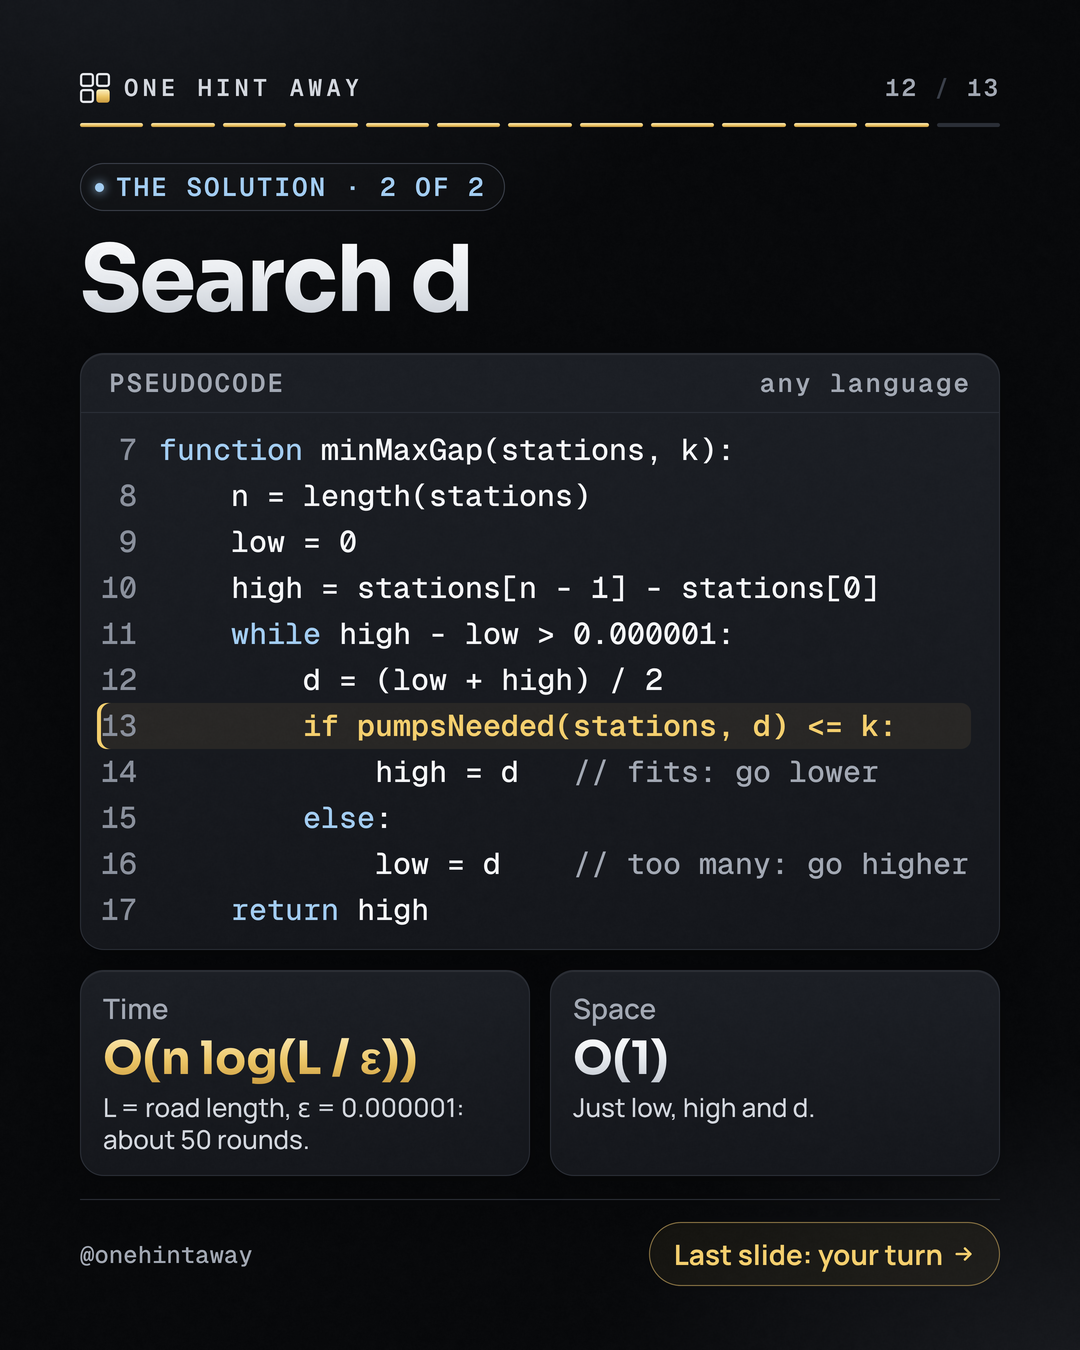 ONE HINT AWAY
12 / 13
THE SOLUTION · 2 OF 2
Search d
PSEUDOCODE
any language
7 function minMaxGap(stations, k):
8     n = length(stations)
9     low = 0
10     high = stations[n - 1] - stations[0]
11     while high - low > 0.000001:
12         d = (low + high) / 2
13         if pumpsNeeded(stations, d) <= k:
14             high = d   // fits: go lower
15         else:
16             low = d    // too many: go higher
17     return high
Time
O(n log(L / ε))
L = road length, ε = 0.000001:
about 50 rounds.
Space
O(1)
Just low, high and d.
@onehintaway
Last slide: your turn →